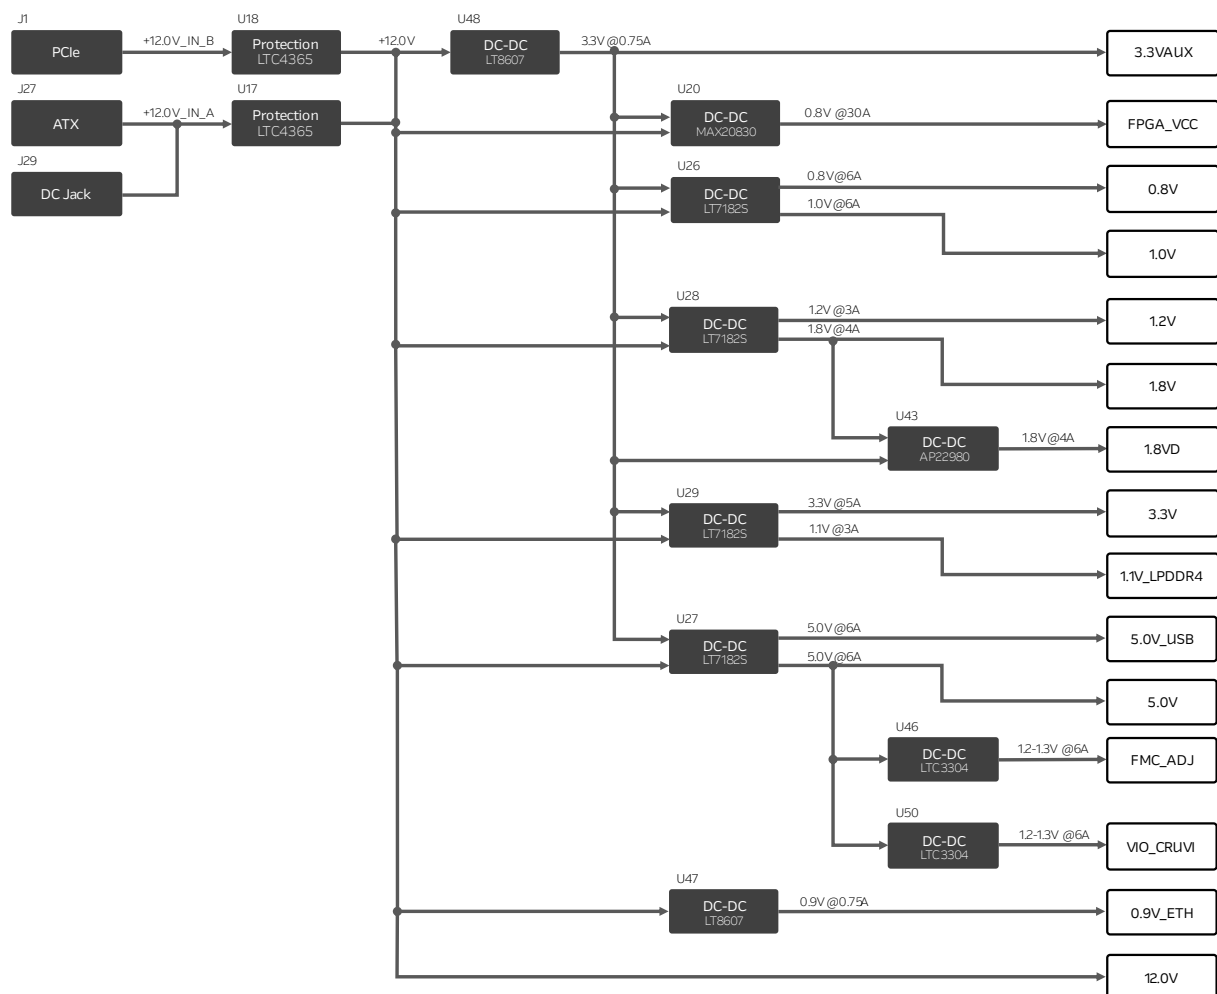 J1
PCIe
+12.0V_IN_B
U18
Protection
LTC4365
+12.0V
U48
DC-DC
LT8607
3.3V@0.75A
3.3VAUX
J27
ATX
+12.0V_IN_A
U17
Protection
LTC4365
J29
DC Jack
U20
DC-DC
MAX20830
0.8V@30A
FPGA_VCC
U26
DC-DC
LT7182S
0.8V@6A
0.8V
1.0V@6A
1.0V
U28
DC-DC
LT7182S
1.2V@3A
1.2V
1.8V@4A
1.8V
U43
DC-DC
AP22980
1.8V@4A
1.8VD
U29
DC-DC
LT7182S
3.3V@5A
3.3V
1.1V@3A
1.1V_LPDDR4
U27
DC-DC
LT7182S
5.0V@6A
5.0V_USB
5.0V@6A
5.0V
U46
DC-DC
LTC3304
1.2-1.3V @6A
FMC_ADJ
U50
DC-DC
LTC3304
1.2-1.3V @6A
VIO_CRUVI
U47
DC-DC
LT8607
0.9V@0.75A
0.9V_ETH
12.0V